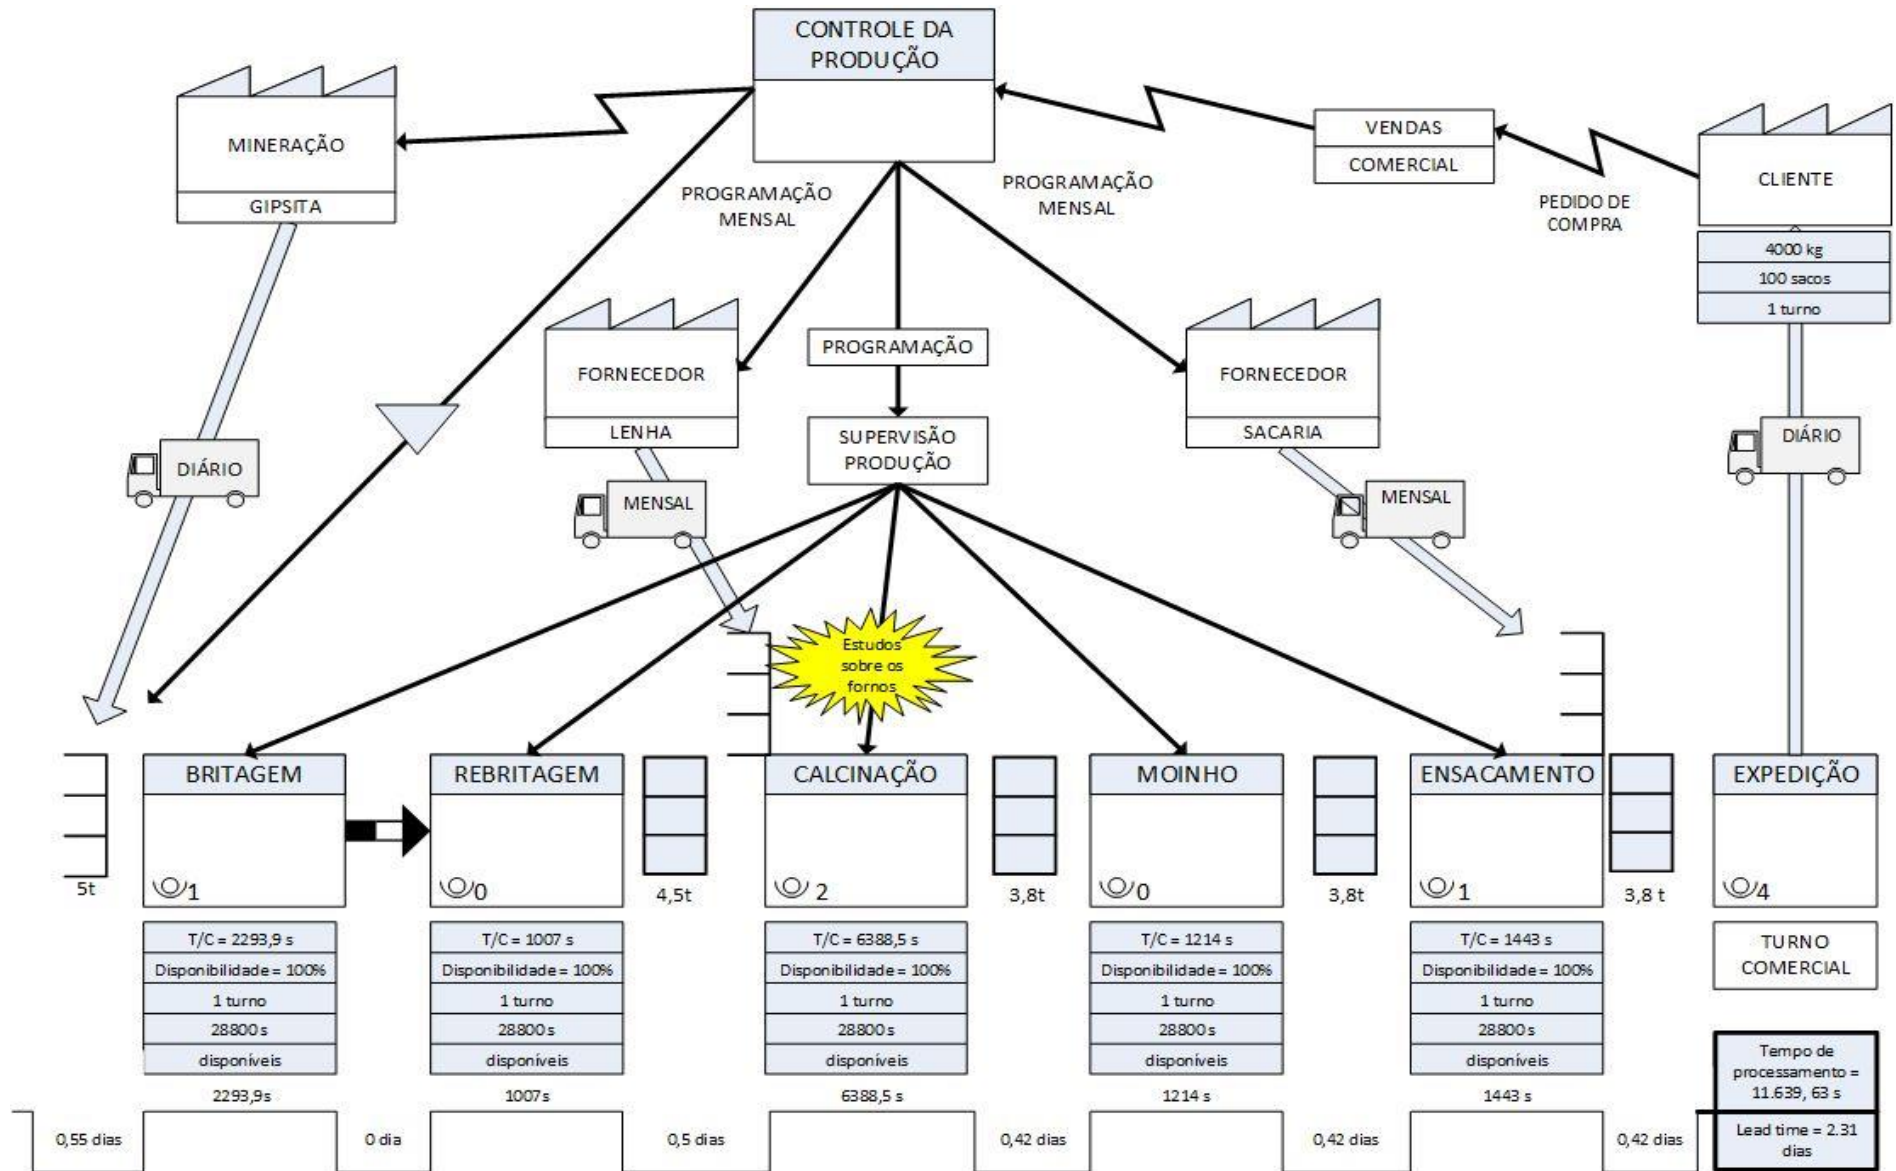 CONTROLE DA
PRODUÇÃO
MINERAÇÃO
GIPSITA
VENDAS
COMERCIAL
CLIENTE
PEDIDO DE
COMPRA
4000 kg
100 sacos
1 turno
PROGRAMAÇÃO
MENSAL
PROGRAMAÇÃO
MENSAL
FORNECEDOR
LENHA
PROGRAMAÇÃO
SUPERVISÃO
PRODUÇÃO
FORNECEDOR
SACARIA
DIÁRIO
MENSAL
MENSAL
DIÁRIO
Estudos
sobre os
fornos
5t
BRITAGEM
1
REBRITAGEM
0
4,5t
CALCINAÇÃO
2
3,8t
MOINHO
0
3,8t
ENSACAMENTO
1
3,8 t
EXPEDIÇÃO
4
T/C = 2293,9 s
Disponibilidade = 100%
1 turno
28800 s
disponíveis
T/C = 1007 s
Disponibilidade = 100%
1 turno
28800 s
disponíveis
T/C = 6388,5 s
Disponibilidade = 100%
1 turno
28800 s
disponíveis
T/C = 1214 s
Disponibilidade = 100%
1 turno
28800 s
disponíveis
T/C = 1443 s
Disponibilidade = 100%
1 turno
28800 s
disponíveis
TURNO
COMERCIAL
2293,9s
1007s
6388,5 s
1214 s
1443 s
0,55 dias
0 dia
0,5 dias
0,42 dias
0,42 dias
0,42 dias
Tempo de
processamento =
11.639, 63 s
Lead time = 2.31
dias